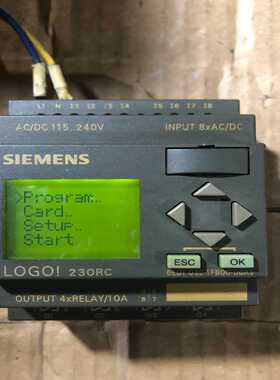 L1 N I1 I2 I3 I4 I5 I6 I7 I8
AC/DC 115..240V INPUT 8xAC/DC
SIEMENS
>Program..
Card..
Setup..
Start
ESC OK
LOGO! 230RC
OUTPUT 4xRELAY/10A